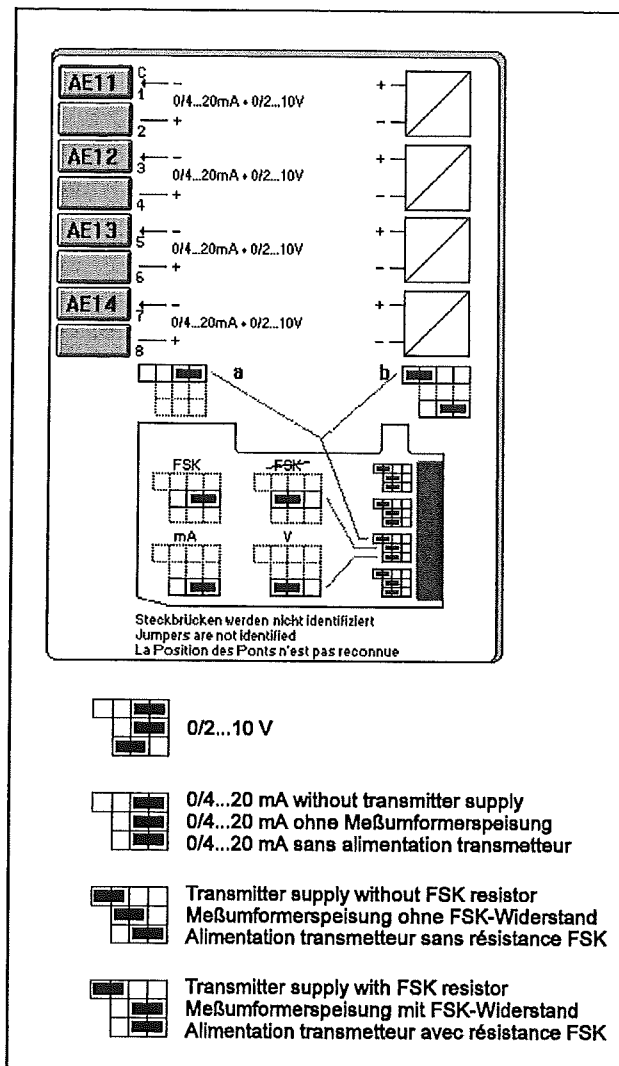 AE11 C
1
− + −
0/4...20mA • 0/2...10V
2 + −−
AE12 3 − + −
0/4...20mA • 0/2...10V
4 + −−
AE13 5 − + −
0/4...20mA • 0/2...10V
6 + −−
AE14 7 − + −
0/4...20mA • 0/2...10V
8 + −−
a b
FSK FSK
mA V
Steckbrücken werden nicht identifiziert
Jumpers are not identified
La Position des Ponts n'est pas reconnue
0/2...10 V
0/4...20 mA without transmitter supply
0/4...20 mA ohne Meßumformerspeisung
0/4...20 mA sans alimentation transmetteur
Transmitter supply without FSK resistor
Meßumformerspeisung ohne FSK-Widerstand
Alimentation transmetteur sans résistance FSK
Transmitter supply with FSK resistor
Meßumformerspeisung mit FSK-Widerstand
Alimentation transmetteur avec résistance FSK